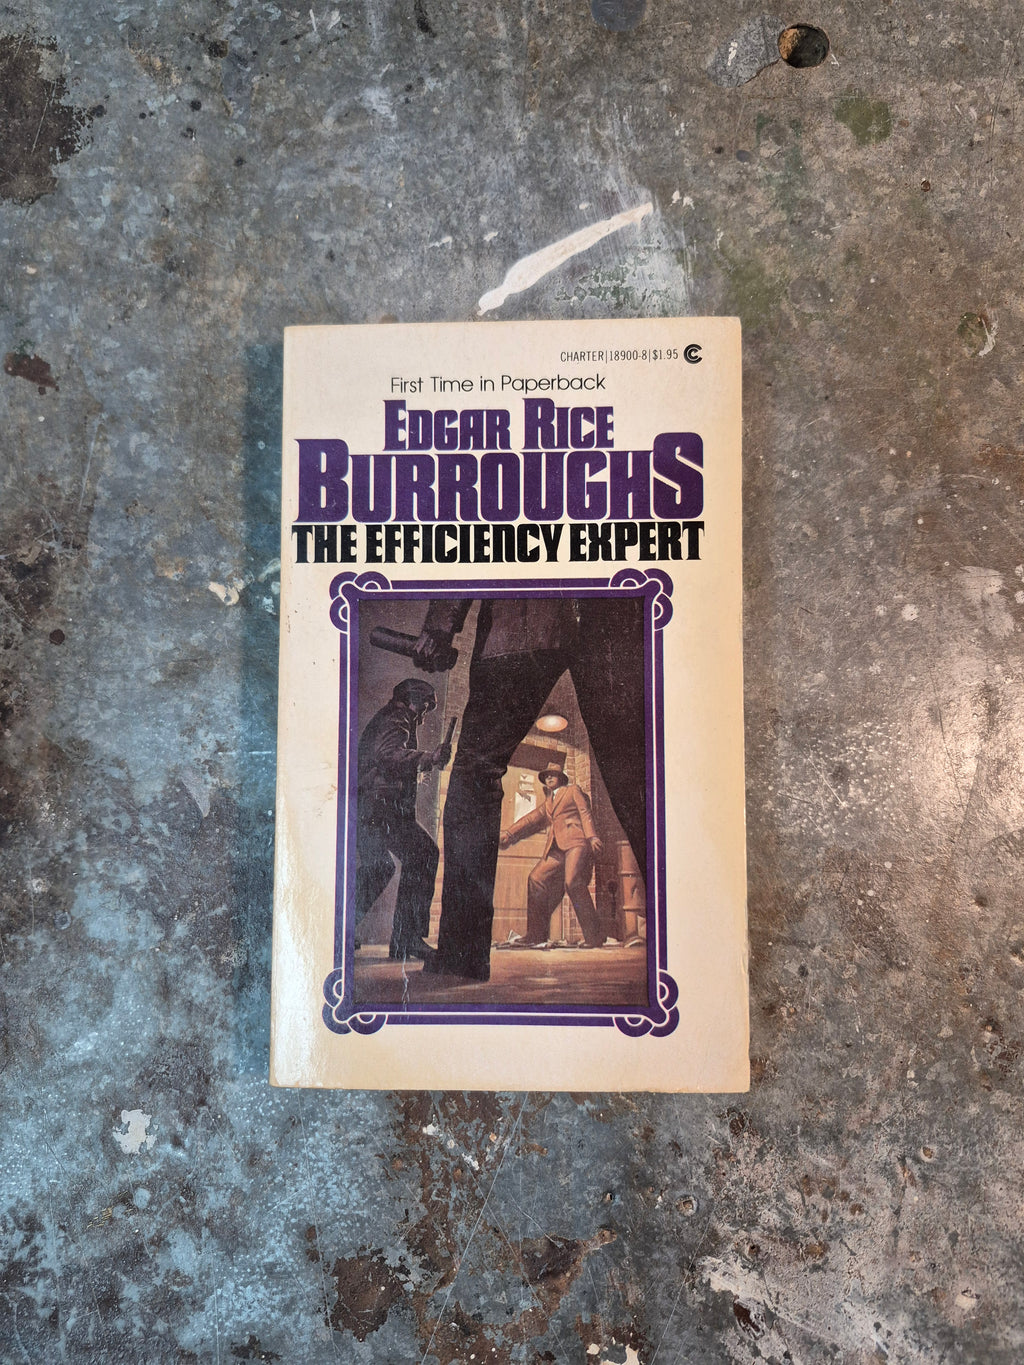 CHARTER|18900-8|$1.95
First Time in Paperback
EDGAR RICE
BURROUGHS
THE EFFICIENCY EXPERT